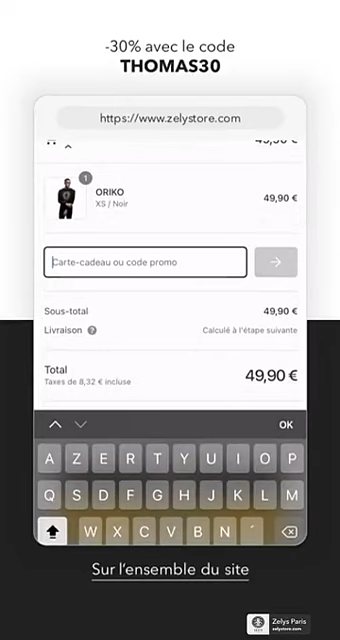 -30% avec le code
THOMAS30
https://www.zelystore.com
49,90 €
1
ORIKO
XS / Noir
49,90 €
Carte-cadeau ou code promo
Sous-total
49,90 €
Livraison ?
Calculé à l'étape suivante
Total
49,90 €
Taxes de 8,32 € incluse
OK
A Z E R T Y U I O P
Q S D F G H J K L M
W X C V B N ´
Sur l'ensemble du site
Zelys Paris
zelystore.com